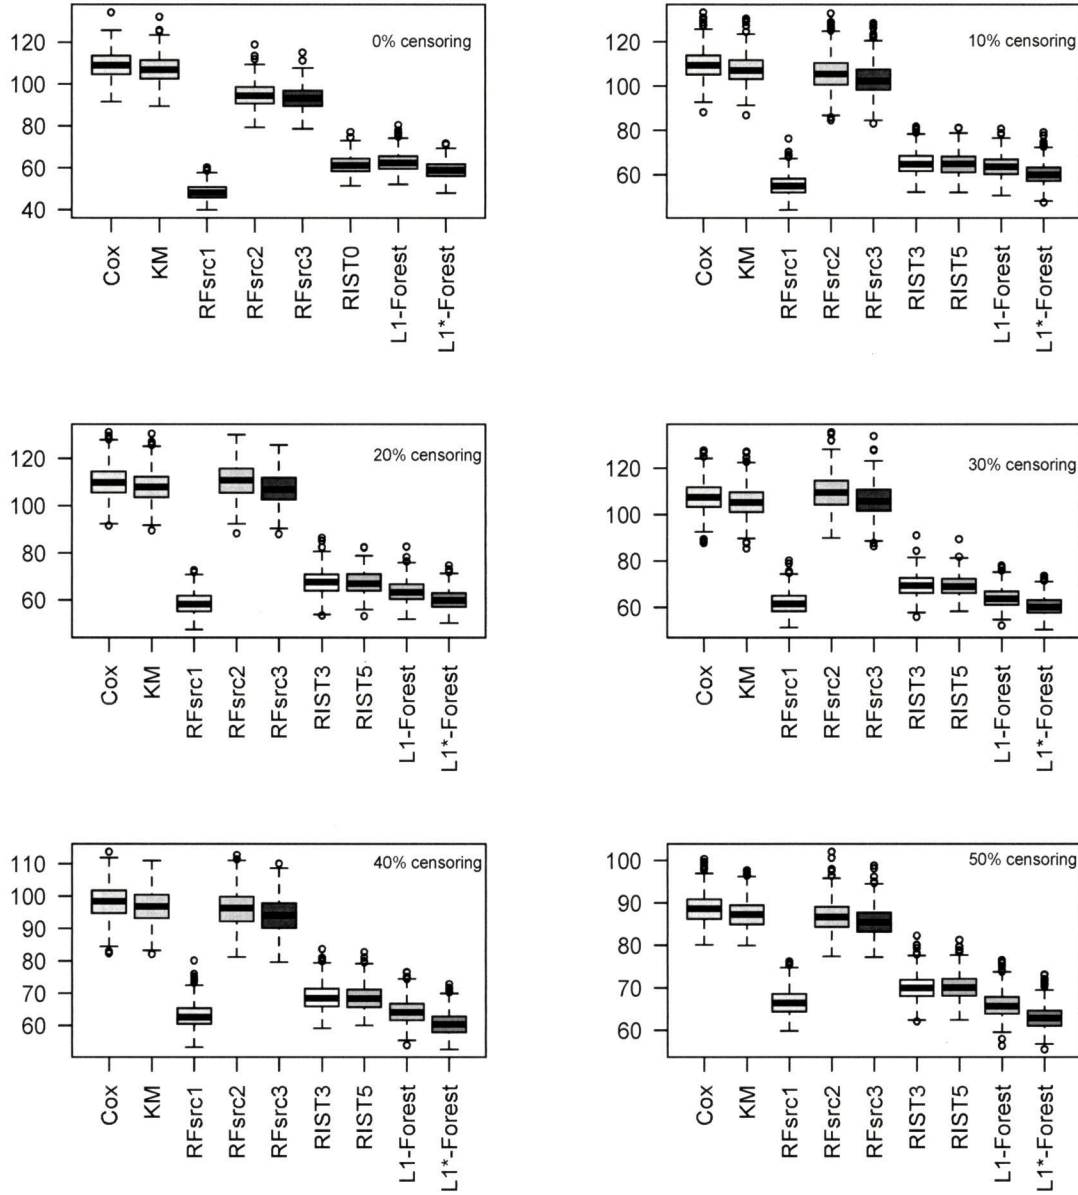 0% censoring
120
100
80
60
40
Cox
KM
RFsrc1
RFsrc2
RFsrc3
RIST0
L1-Forest
L1*-Forest
10% censoring
120
100
80
60
Cox
KM
RFsrc1
RFsrc2
RFsrc3
RIST3
RIST5
L1-Forest
L1*-Forest
20% censoring
120
100
80
60
Cox
KM
RFsrc1
RFsrc2
RFsrc3
RIST3
RIST5
L1-Forest
L1*-Forest
30% censoring
120
100
80
60
Cox
KM
RFsrc1
RFsrc2
RFsrc3
RIST3
RIST5
L1-Forest
L1*-Forest
40% censoring
110
100
90
80
70
60
Cox
KM
RFsrc1
RFsrc2
RFsrc3
RIST3
RIST5
L1-Forest
L1*-Forest
50% censoring
100
90
80
70
60
Cox
KM
RFsrc1
RFsrc2
RFsrc3
RIST3
RIST5
L1-Forest
L1*-Forest